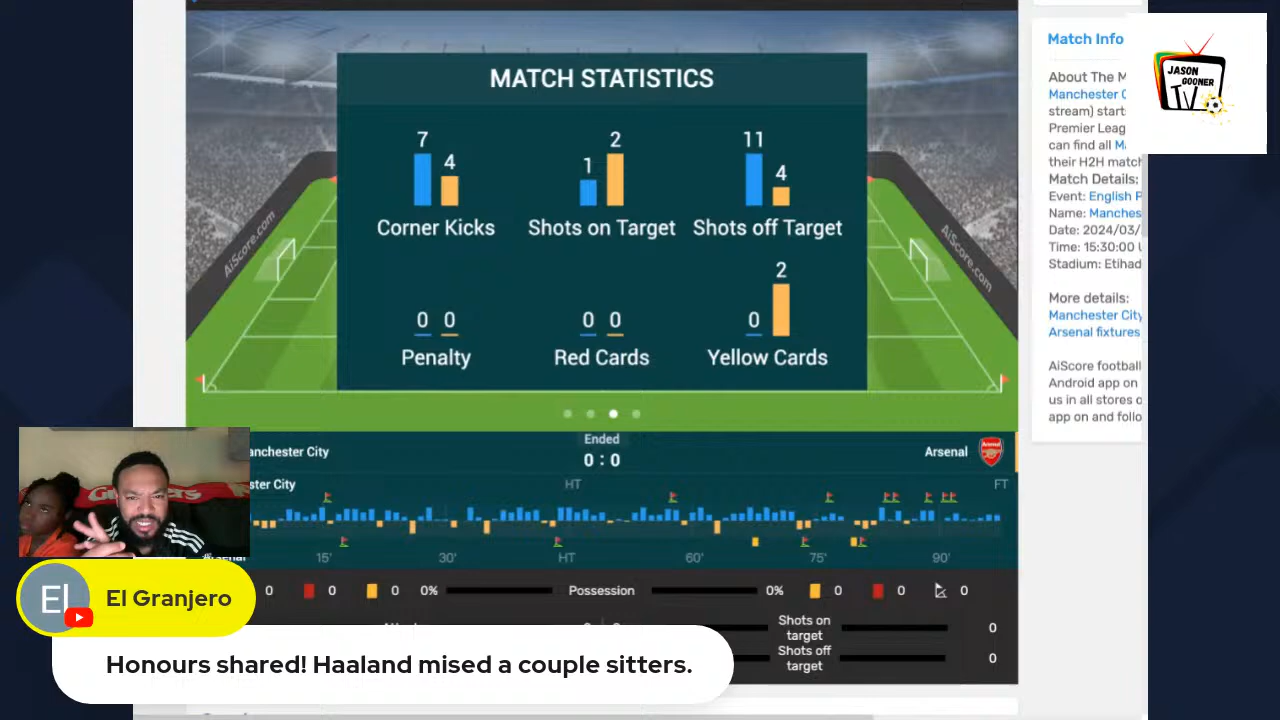 MATCH STATISTICS
7 4
Corner Kicks
1 2
Shots on Target
11 4
Shots off Target
0 0
Penalty
0 0
Red Cards
0 2
Yellow Cards
AiScore.com
AiScore.com
Match Info
About The M
Manchester C
stream) start
Premier Leag
can find all M
their H2H match
Match Details:
Event: English P
Name: Manches
Date: 2024/03/
Time: 15:30:00 U
Stadium: Etihad
More details:
Manchester City
Arsenal fixtures
AiScore football
Android app on
us in all stores o
app on and follo
JASON
GOONER
TV
anchester City
Ended
0 : 0
Arsenal
ster City
HT
FT
15' 30' HT 60' 75' 90'
0 0 0 0% Possession 0% 0 0 0
Shots on
target
0
Shots off
target
0
El
El Granjero
Honours shared! Haaland mised a couple sitters.